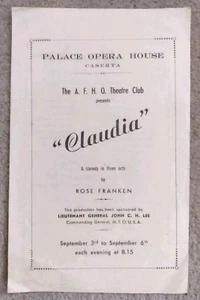 PALACE OPERA HOUSE
CASERTA
The A. F. H. Q. Theatre Club
presents
"Claudia"
A comedy in three acts
by
ROSE FRANKEN
This production has been sponsored by
LIEUTENANT GENERAL JOHN C. H. LEE
Commanding General, M. T. O. U. S. A.
September 3rd to September 6th
each evening at 8.15